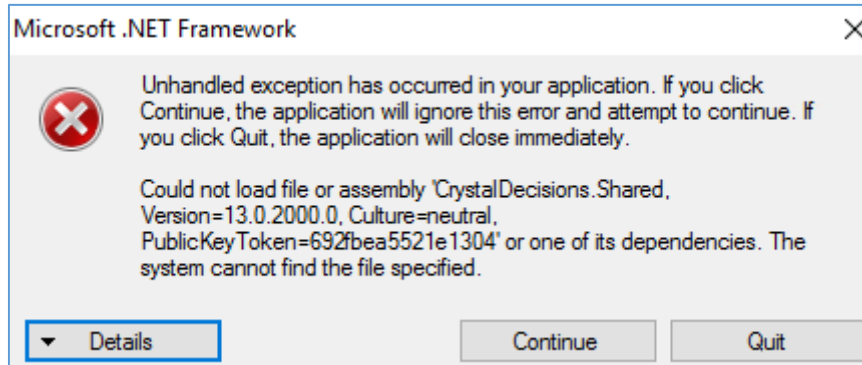 Microsoft .NET Framework
Unhandled exception has occurred in your application. If you click
Continue, the application will ignore this error and attempt to continue. If
you click Quit, the application will close immediately.
Could not load file or assembly 'CrystalDecisions.Shared,
Version=13.0.2000.0, Culture=neutral,
PublicKeyToken=692fbea5521e1304' or one of its dependencies. The
system cannot find the file specified.
Details
Continue
Quit